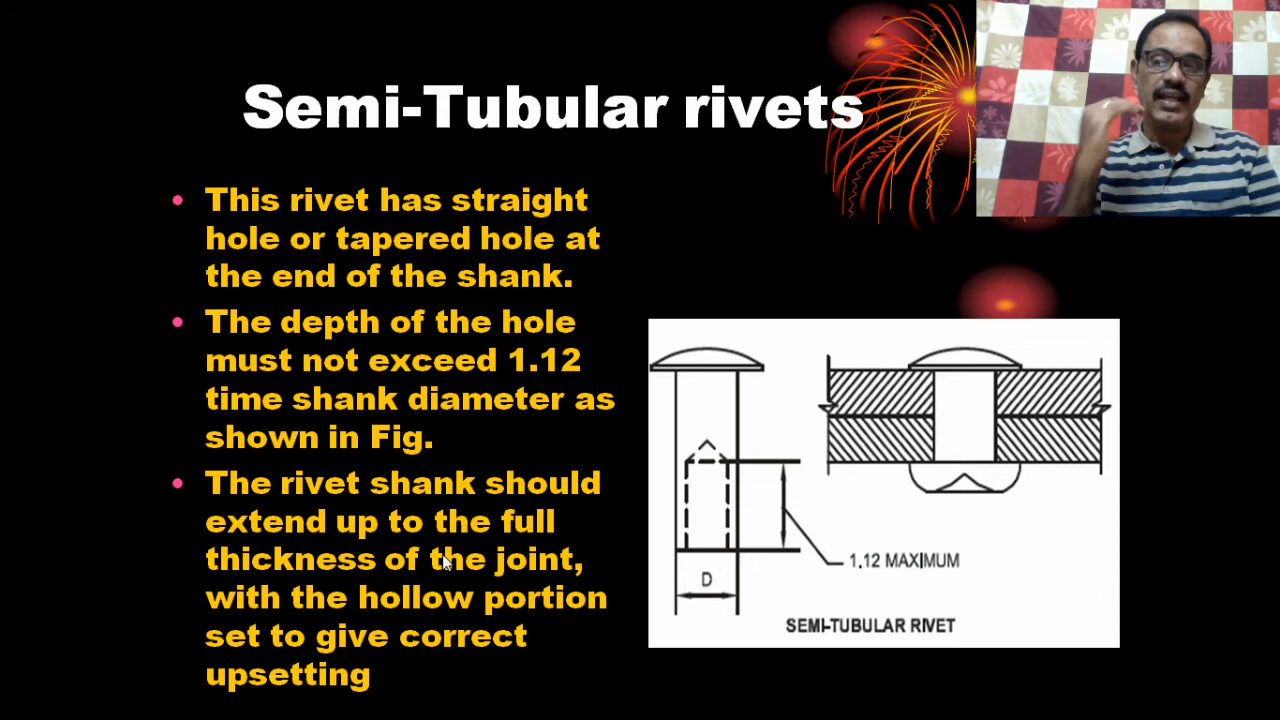 Semi-Tubular rivets
• This rivet has straight
hole or tapered hole at
the end of the shank.
• The depth of the hole
must not exceed 1.12
time shank diameter as
shown in Fig.
• The rivet shank should
extend up to the full
thickness of the joint,
with the hollow portion
set to give correct
upsetting
1.12 MAXIMUM
D
SEMI-TUBULAR RIVET